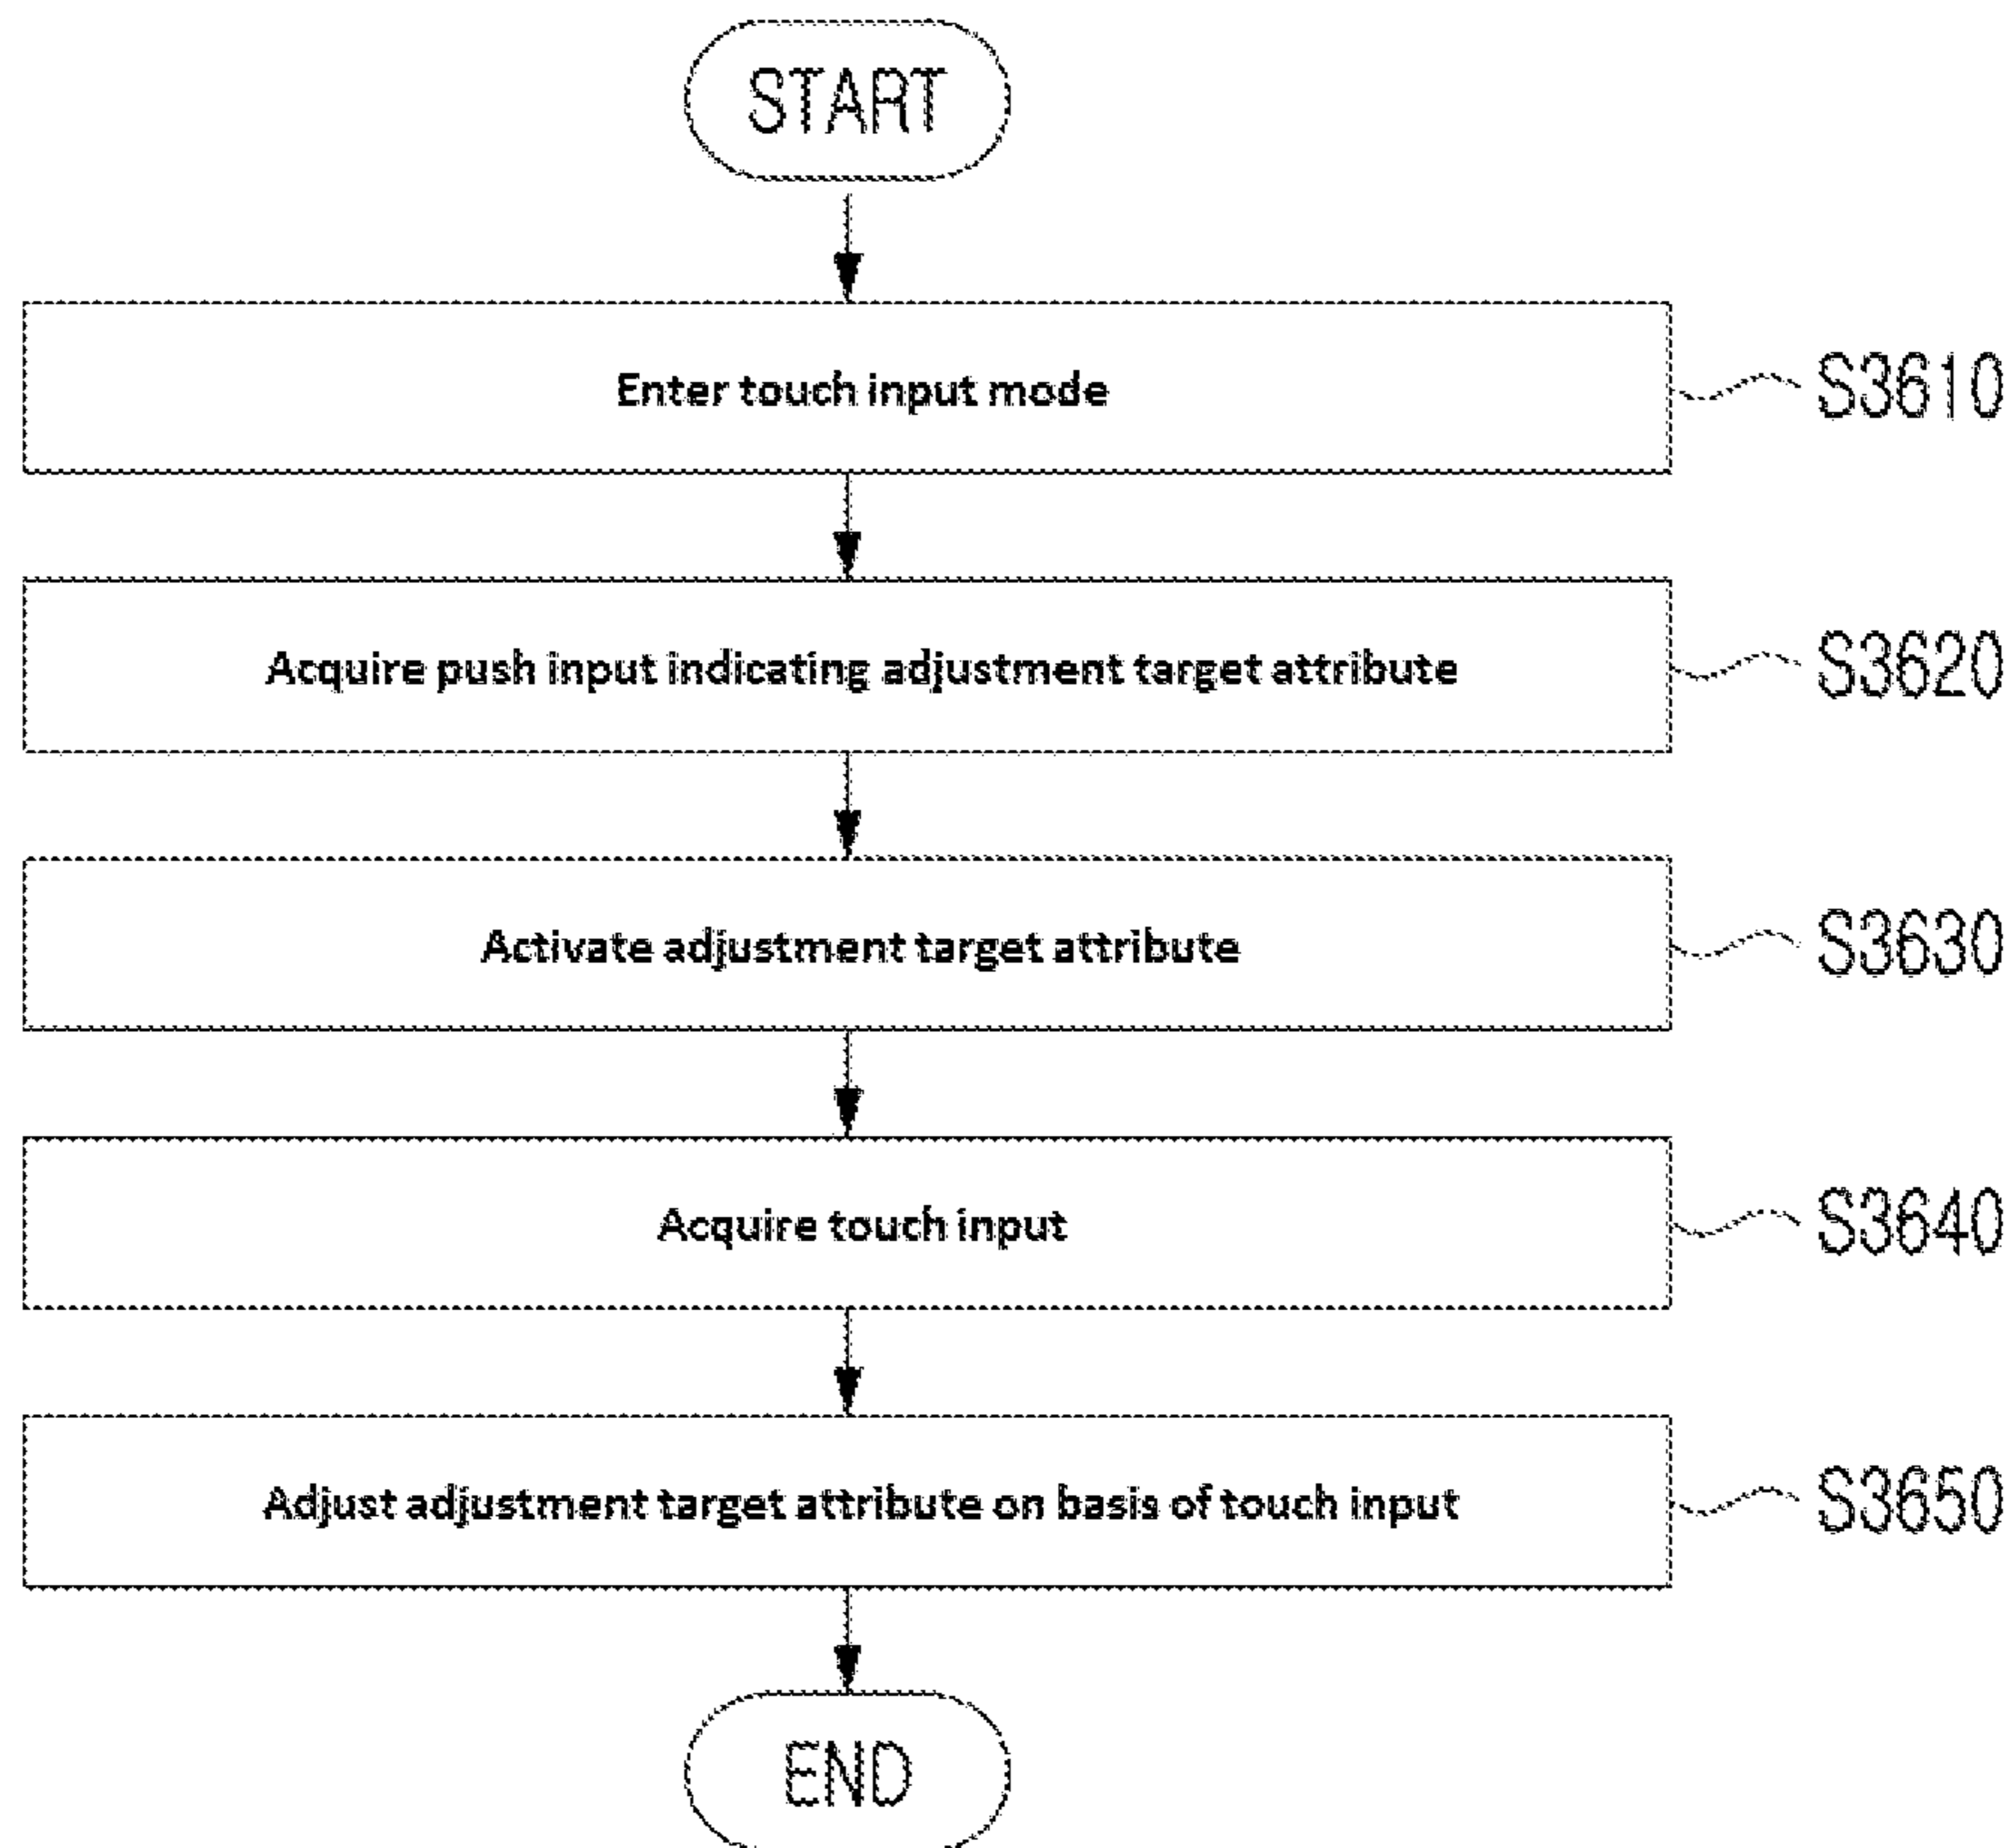 START
Enter touch input mode
S3610
Acquire push input indicating adjustment target attribute
S3620
Activate adjustment target attribute
S3630
Acquire touch input
S3640
Adjust adjustment target attribute on basis of touch input
S3650
END